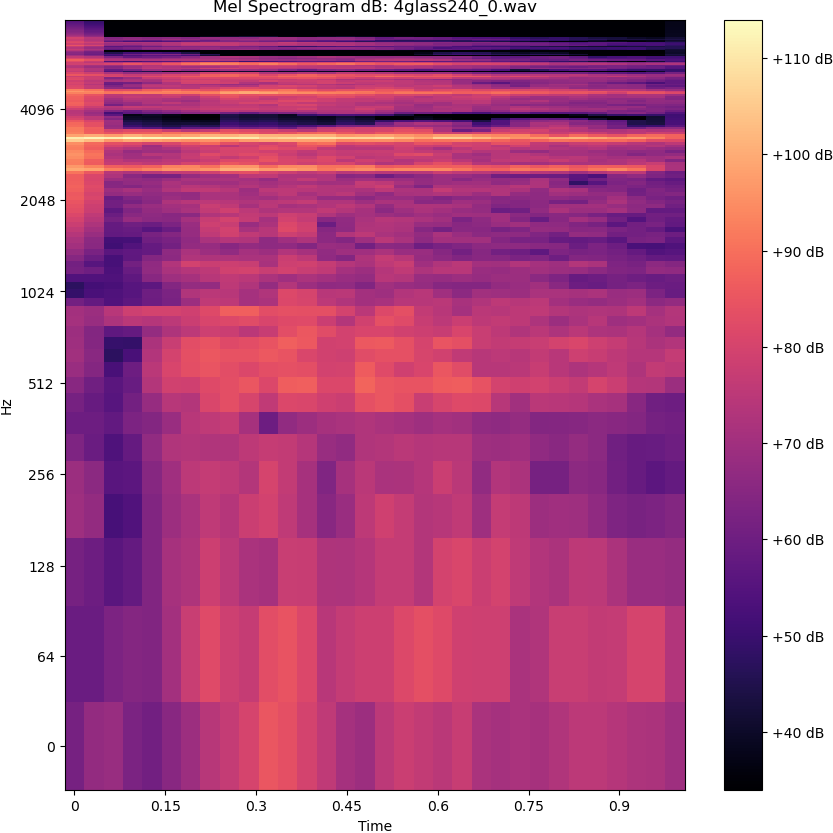 Mel Spectrogram dB: 4glass240_0.wav
+110 dB
4096
+100 dB
2048
+90 dB
1024
+80 dB
512
Hz
+70 dB
256
+60 dB
128
+50 dB
64
0
+40 dB
0 0.15 0.3 0.45 0.6 0.75 0.9
Time